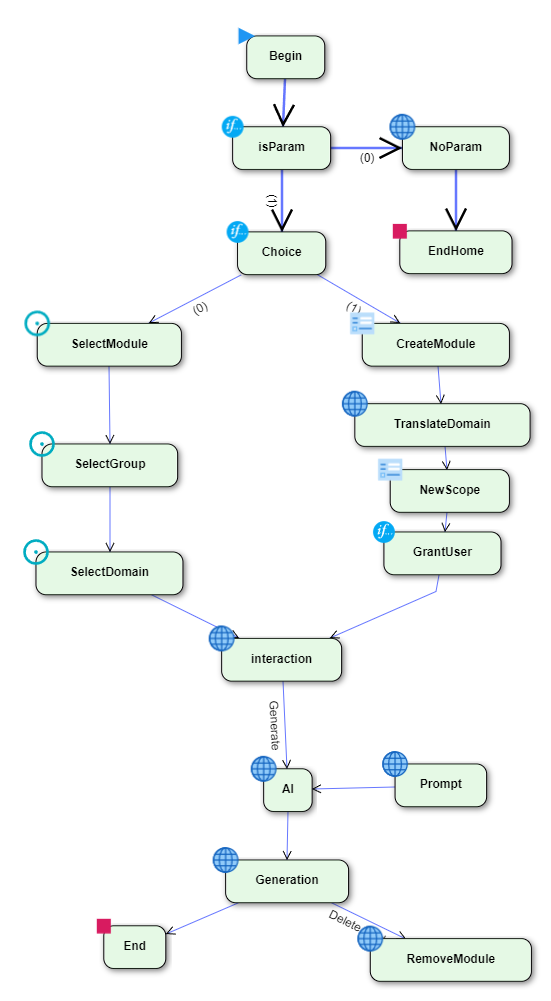 Begin
if...
isParam
(0)
NoParam
(1)
if...
Choice
EndHome
(0)
(1)
SelectModule
CreateModule
TranslateDomain
SelectGroup
NewScope
if...
GrantUser
SelectDomain
interaction
Generate
AI
Prompt
Generation
Delete
End
RemoveModule